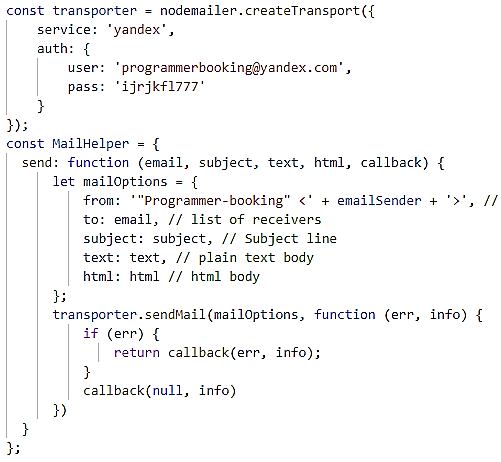 const transporter = nodemailer.createTransport({
    service: 'yandex',
    auth: {
        user: 'programmerbooking@yandex.com',
        pass: 'ijrjkfl777'
    }
});
const MailHelper = {
  send: function (email, subject, text, html, callback) {
      let mailOptions = {
          from: '"Programmer-booking" <' + emailSender + '>', //
          to: email, // list of receivers
          subject: subject, // Subject line
          text: text, // plain text body
          html: html // html body
      };
      transporter.sendMail(mailOptions, function (err, info) {
          if (err) {
              return callback(err, info);
          }
          callback(null, info)
      })
  }
};